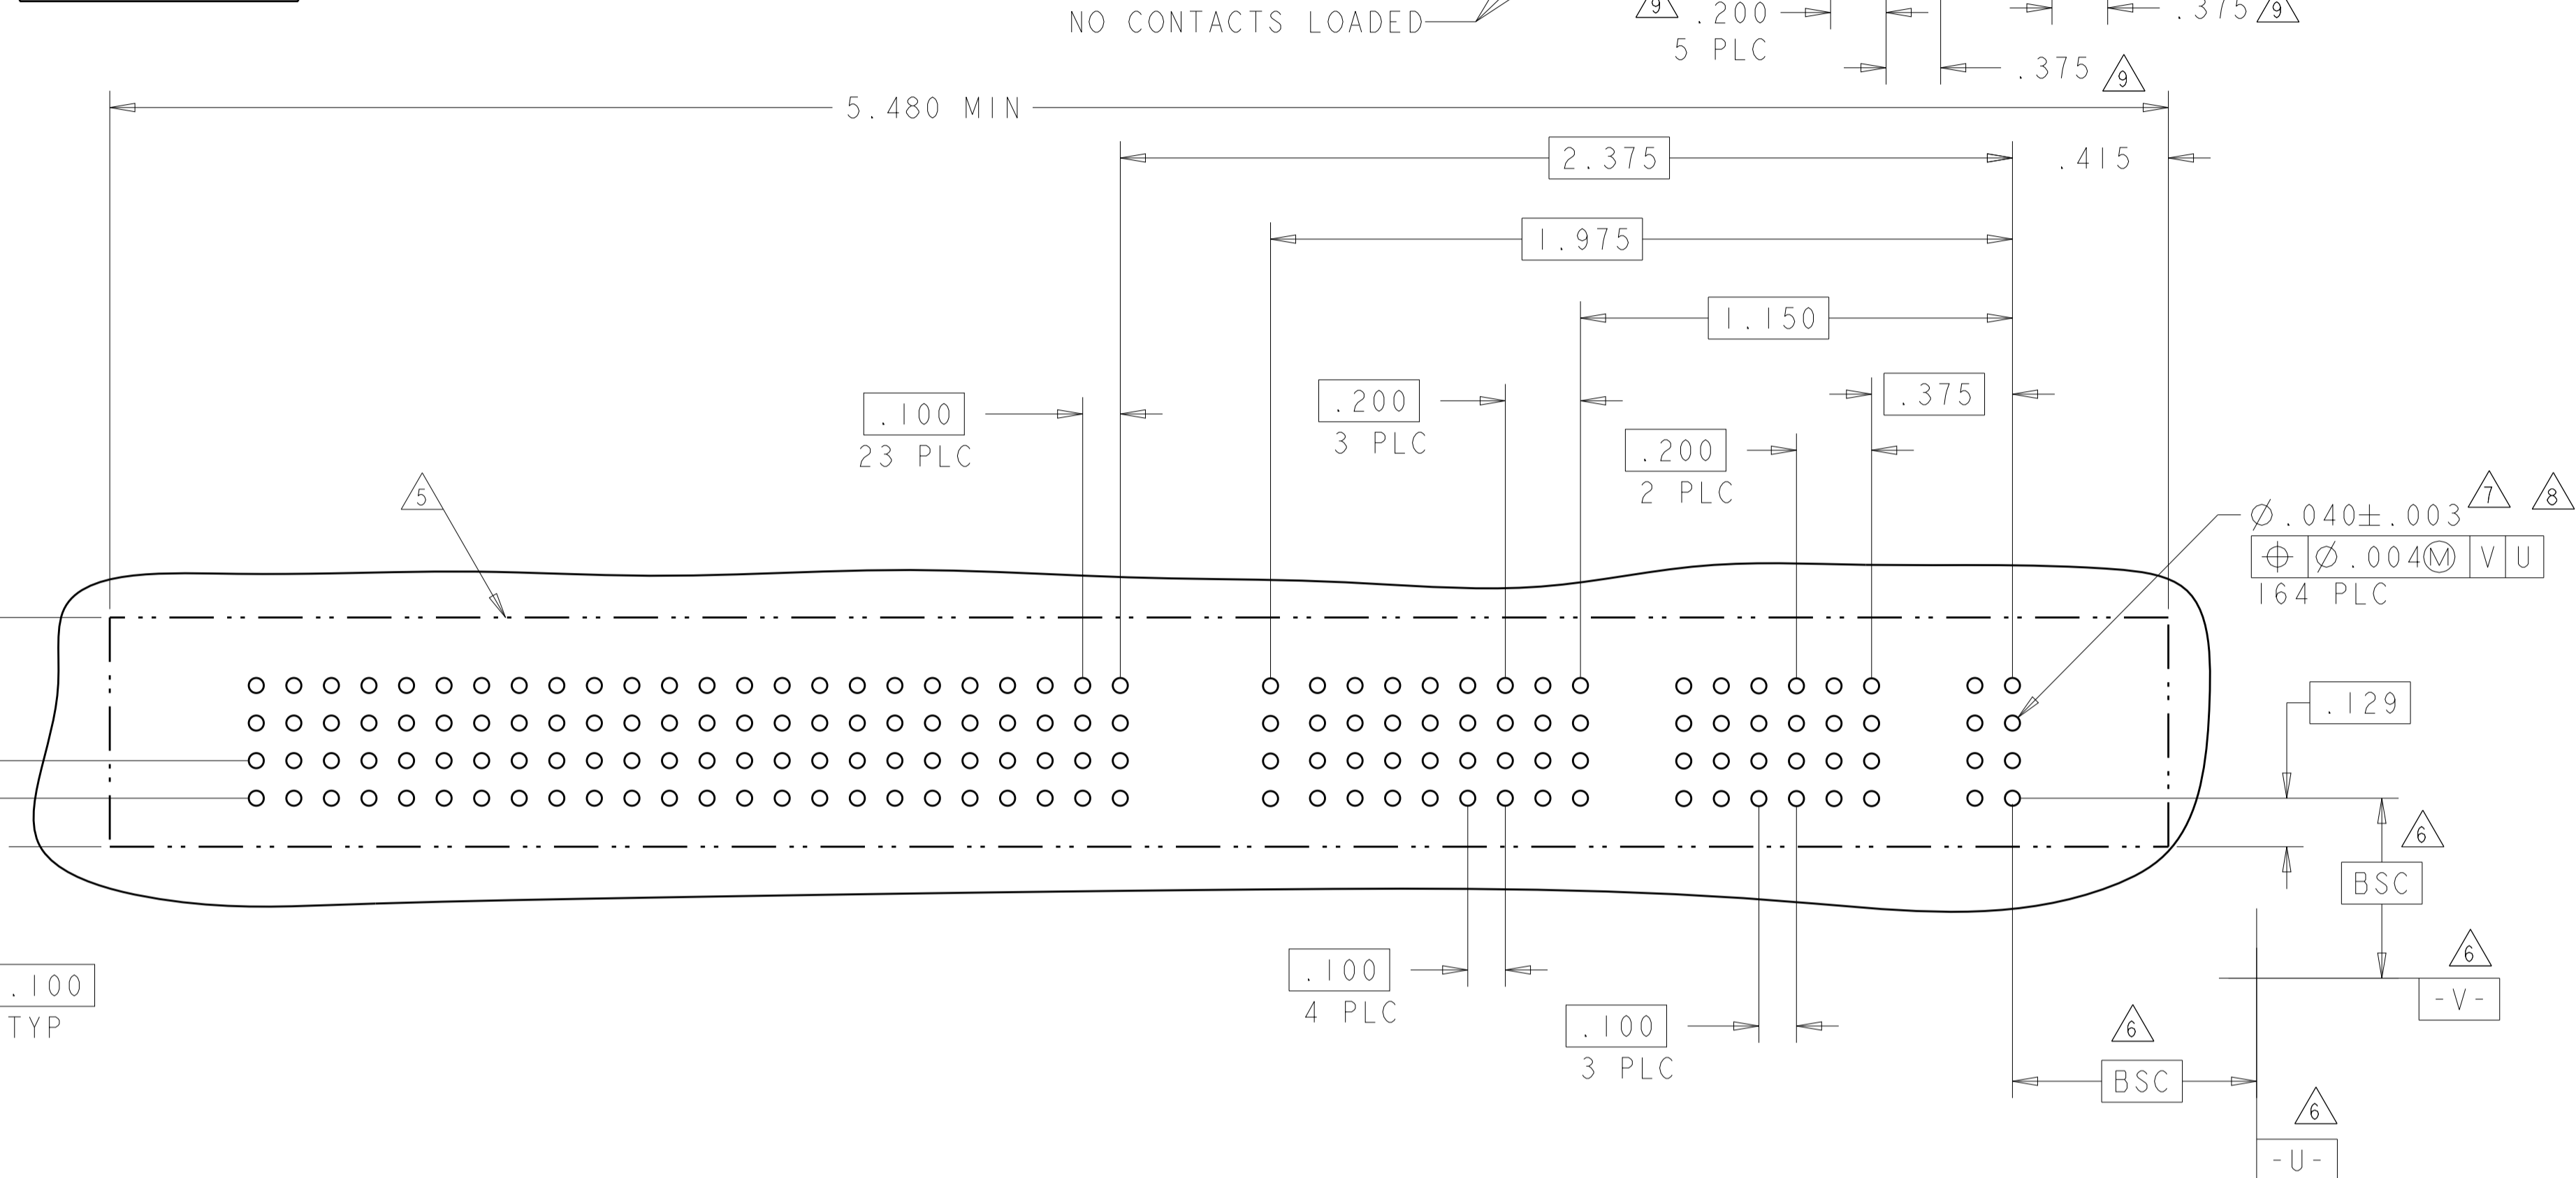 NO CONTACTS LOADED
9 .200
5 PLC
.375 9
.375 9
5.480 MIN
2.375
.415
1.975
1.150
.375
.100
23 PLC
.200
3 PLC
.200
2 PLC
5
7 8
Ø.040±.003
⌖ Ø.004Ⓜ V U
164 PLC
.129
6
BSC
6
-V-
.100
TYP
.100
4 PLC
.100
3 PLC
6
BSC
6
-U-